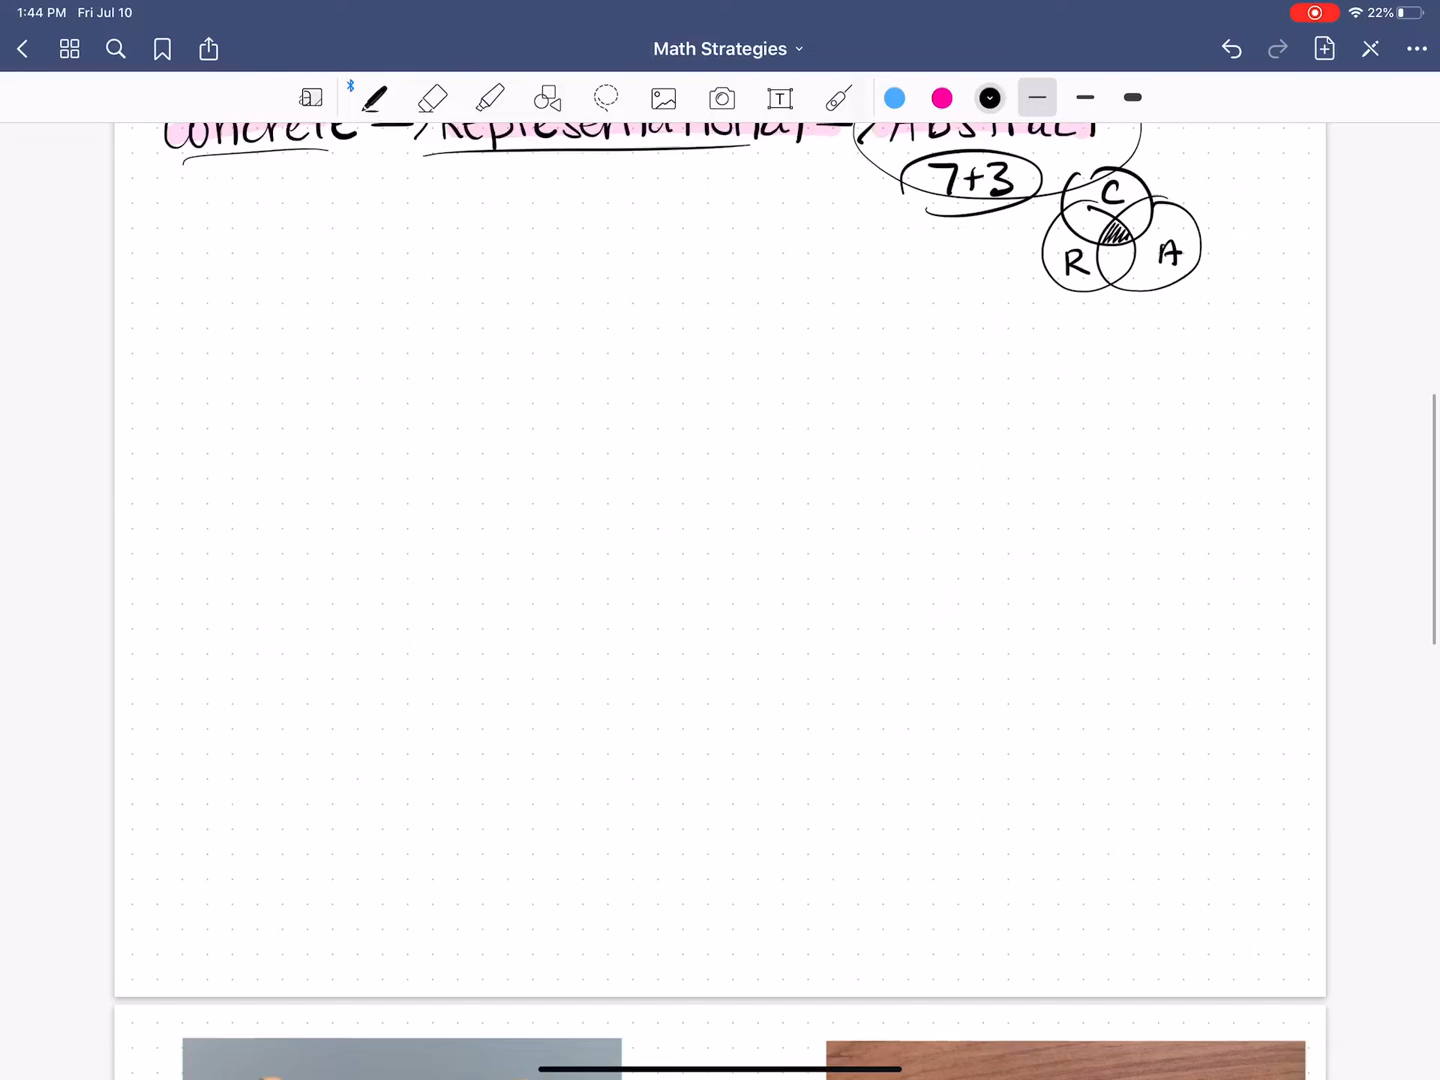 1:44 PM Fri Jul 10
22%
Math Strategies
T
Concrete → Representational → Abstract
7+3
C
R
A